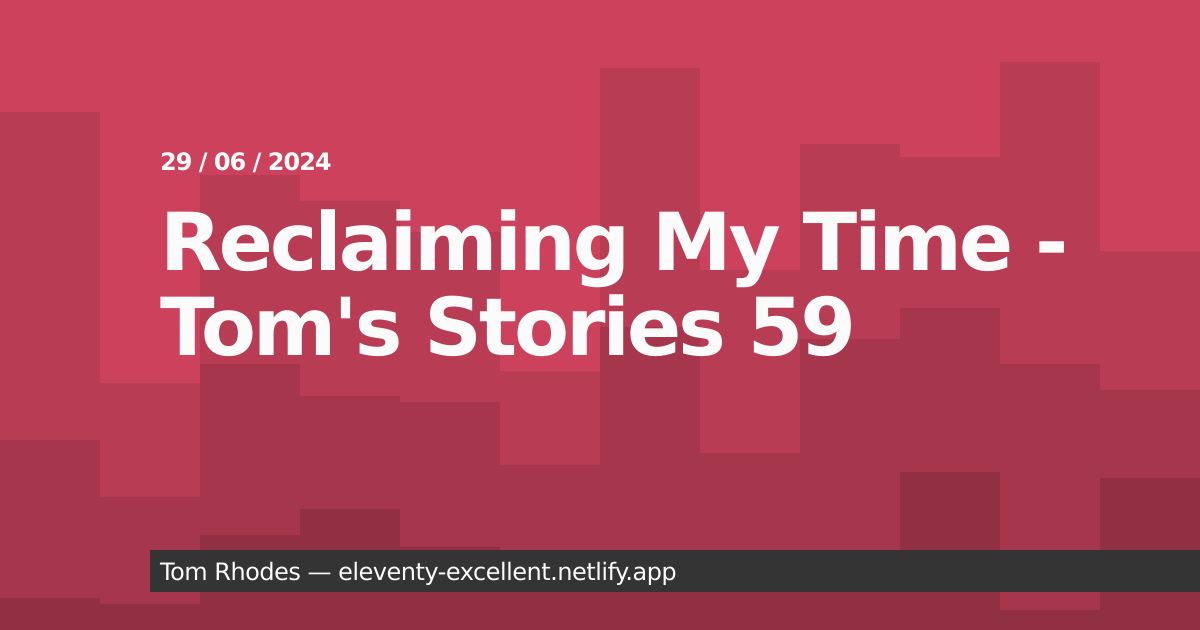 29 / 06 / 2024
Reclaiming My Time -
Tom's Stories 59
Tom Rhodes — eleventy-excellent.netlify.app